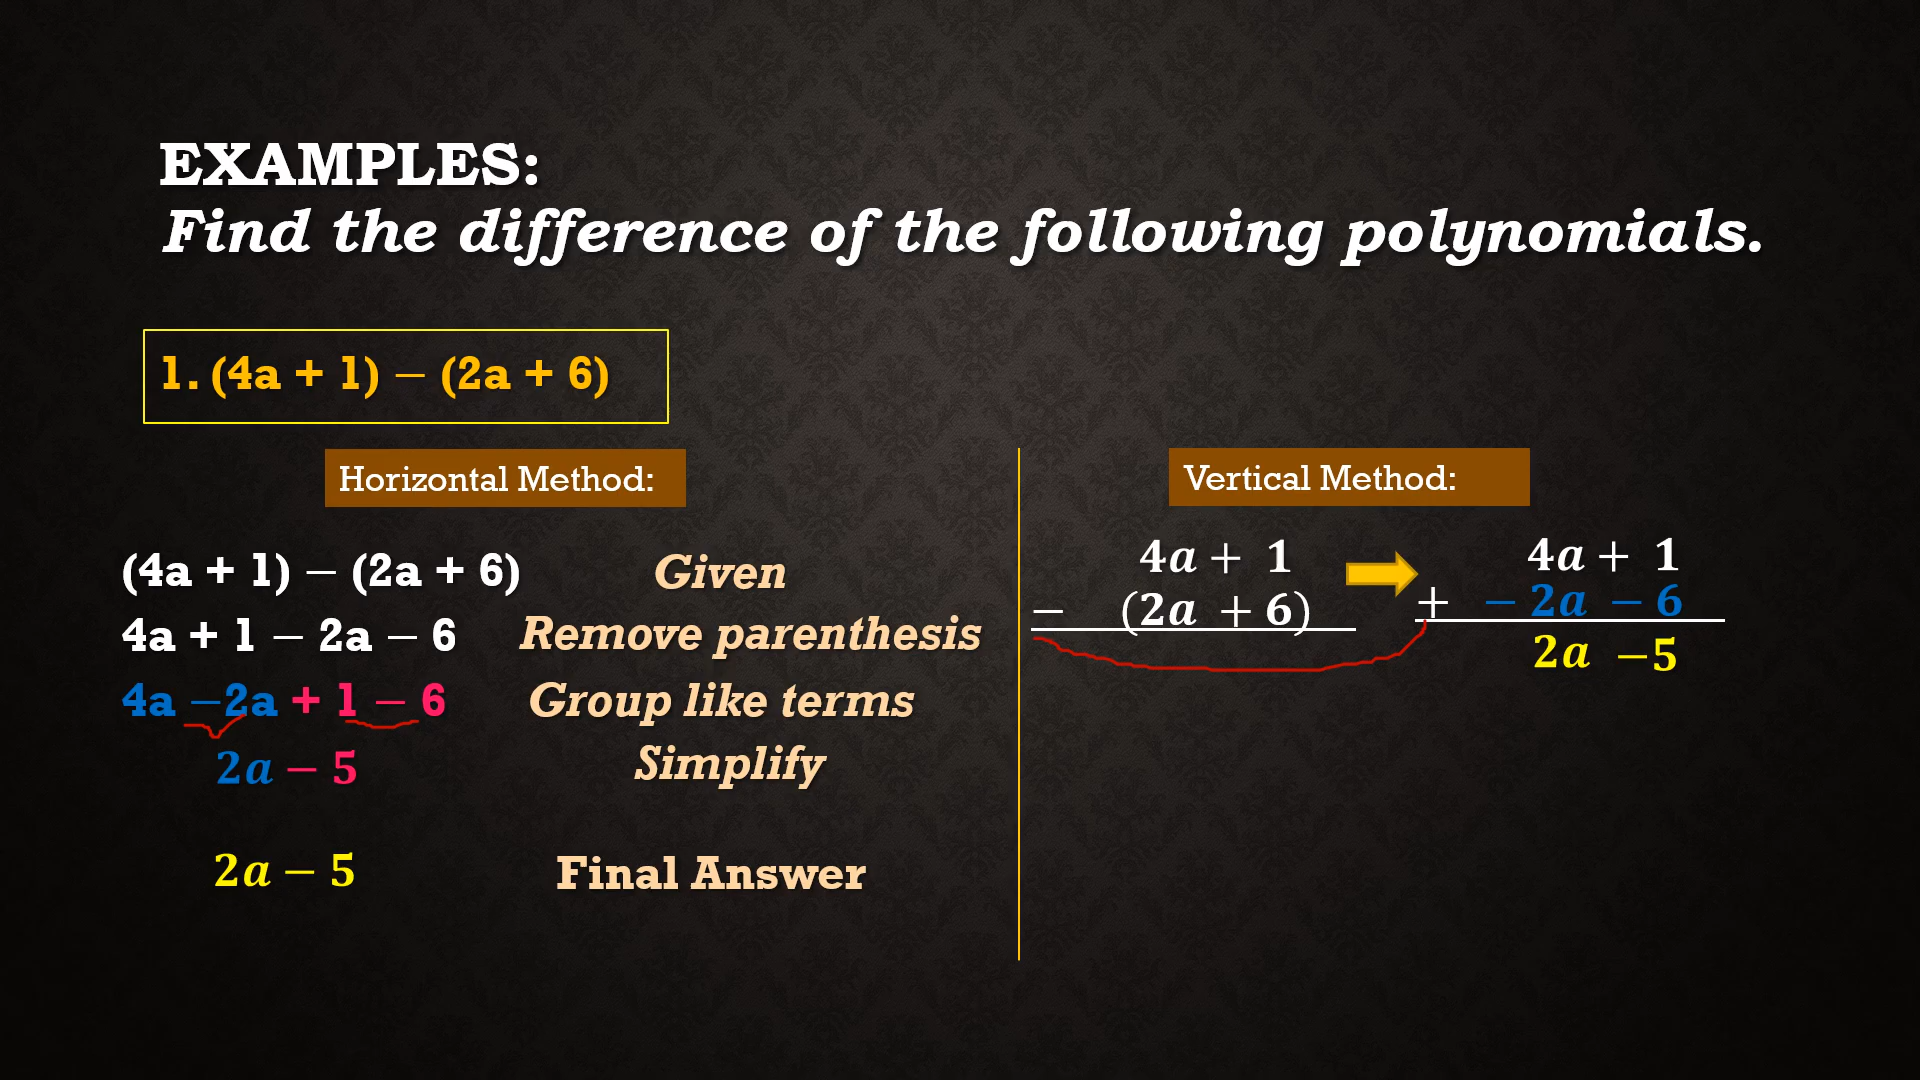 EXAMPLES:
Find the difference of the following polynomials.
1. (4a + 1) – (2a + 6)
Horizontal Method:
(4a + 1) – (2a + 6) Given
4a + 1 – 2a – 6 Remove parenthesis
4a –2a + 1 – 6 Group like terms
2a – 5 Simplify
2a – 5 Final Answer
Vertical Method:
4a + 1
– (2a + 6)
4a + 1
+ – 2a – 6
2a –5